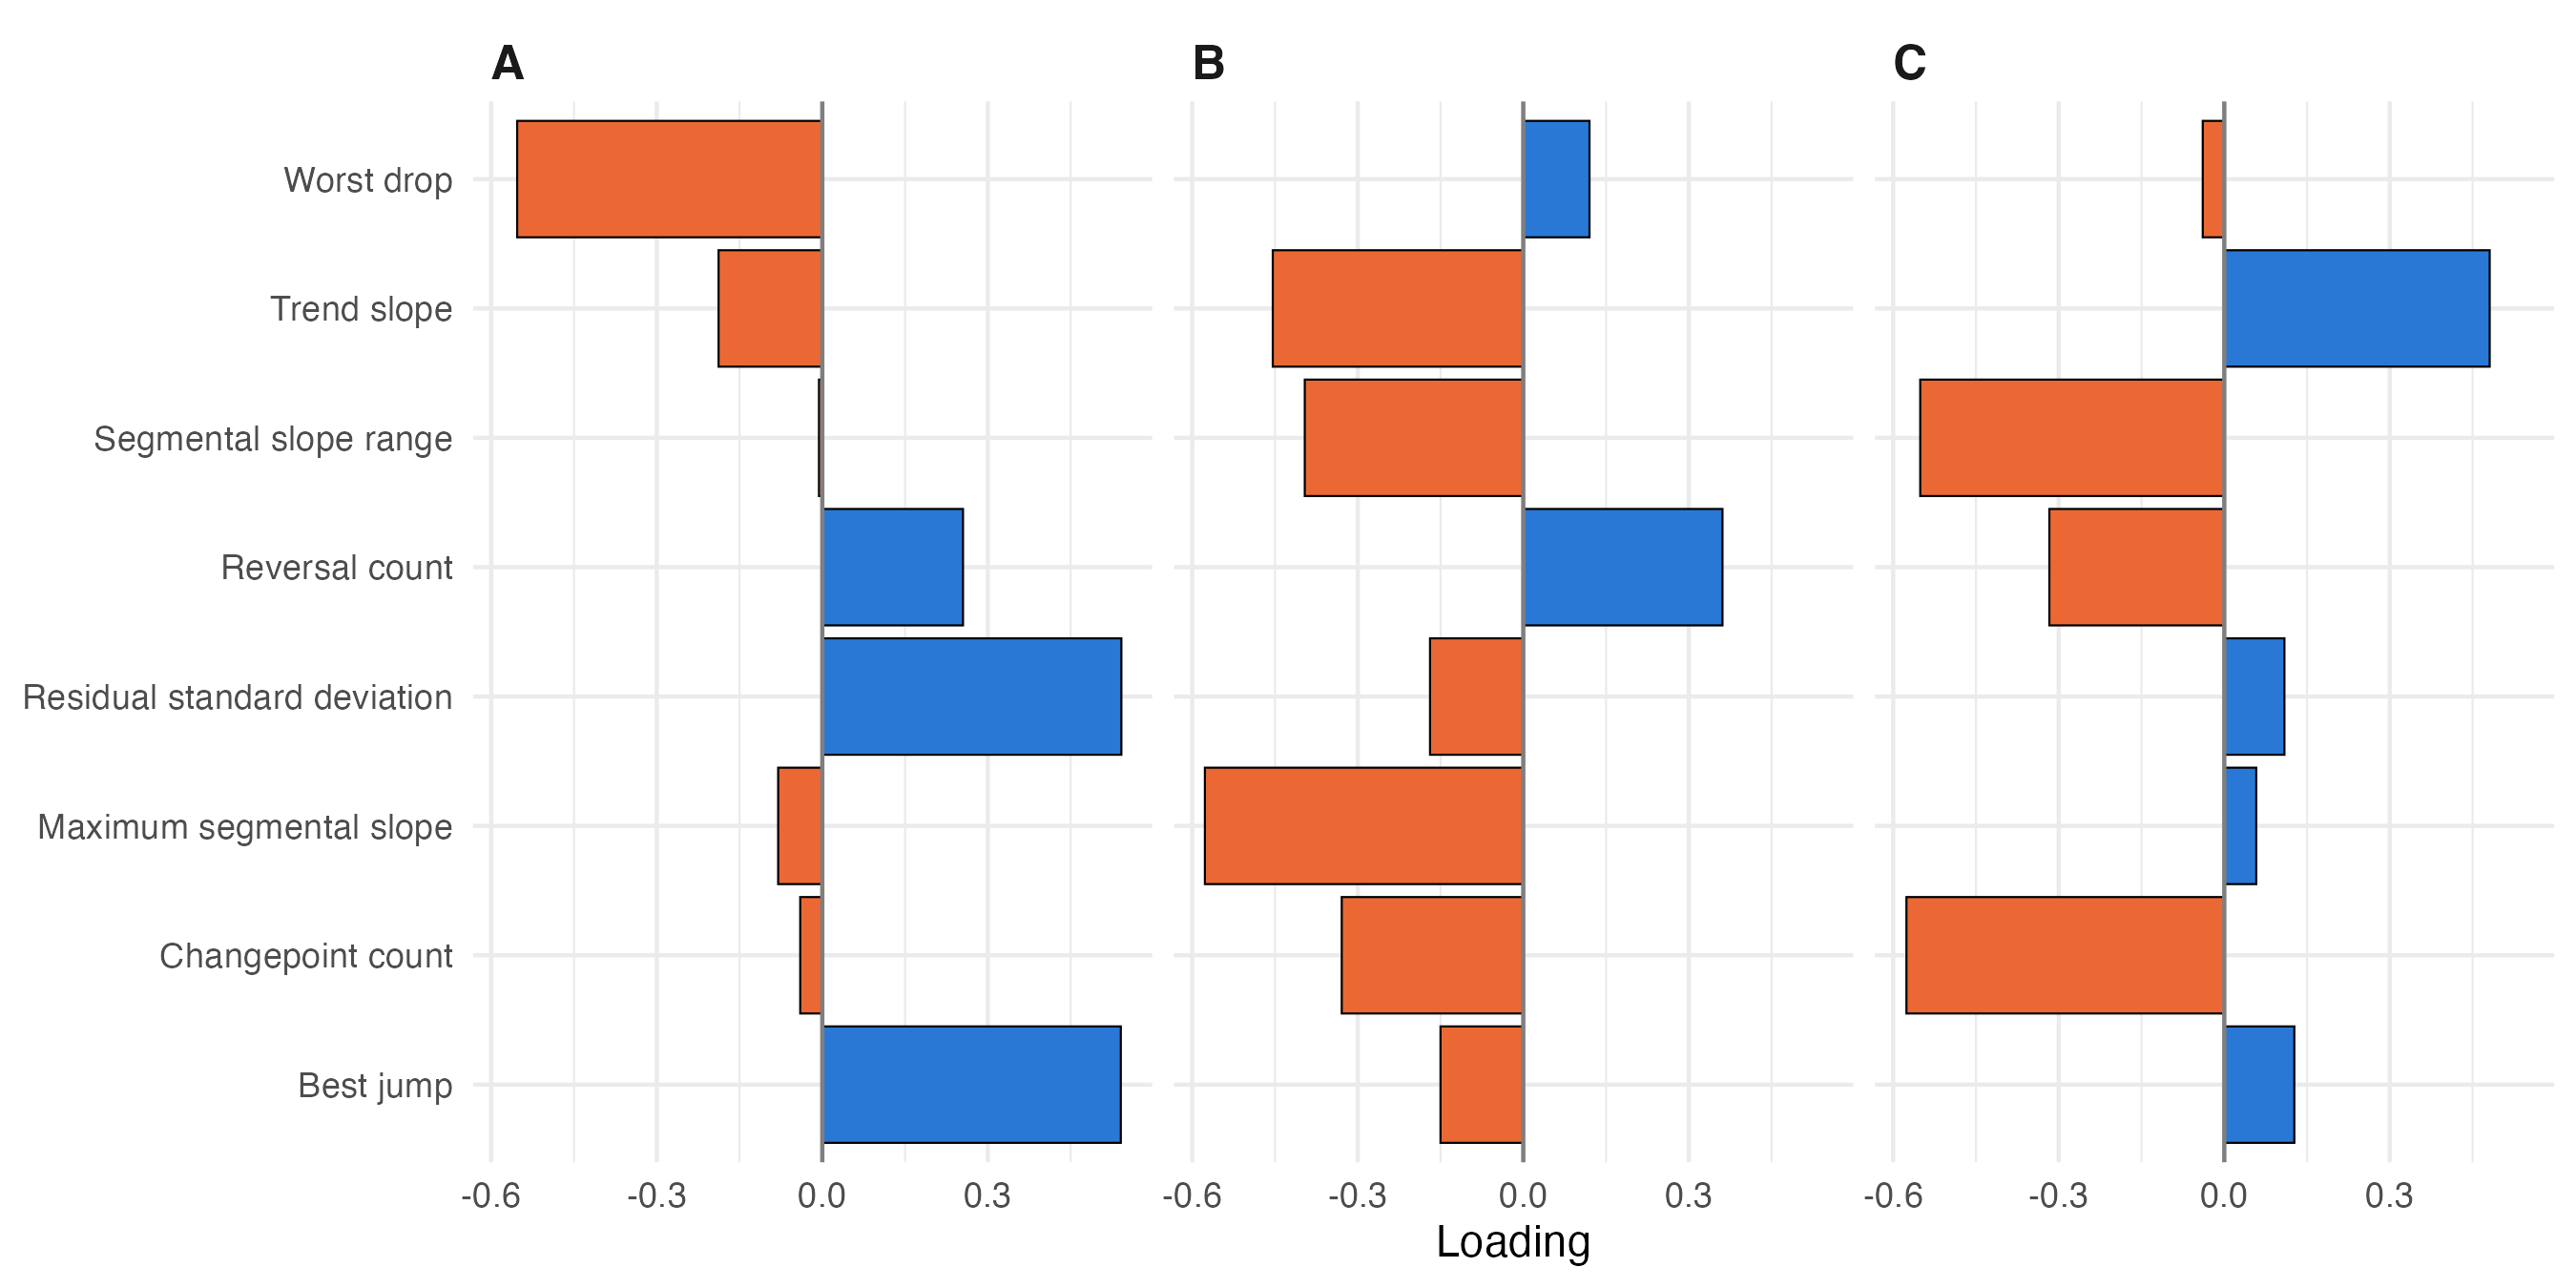 A B C
Worst drop
Trend slope
Segmental slope range
Reversal count
Residual standard deviation
Maximum segmental slope
Changepoint count
Best jump
-0.6 -0.3 0.0 0.3 -0.6 -0.3 0.0 0.3 -0.6 -0.3 0.0 0.3
Loading